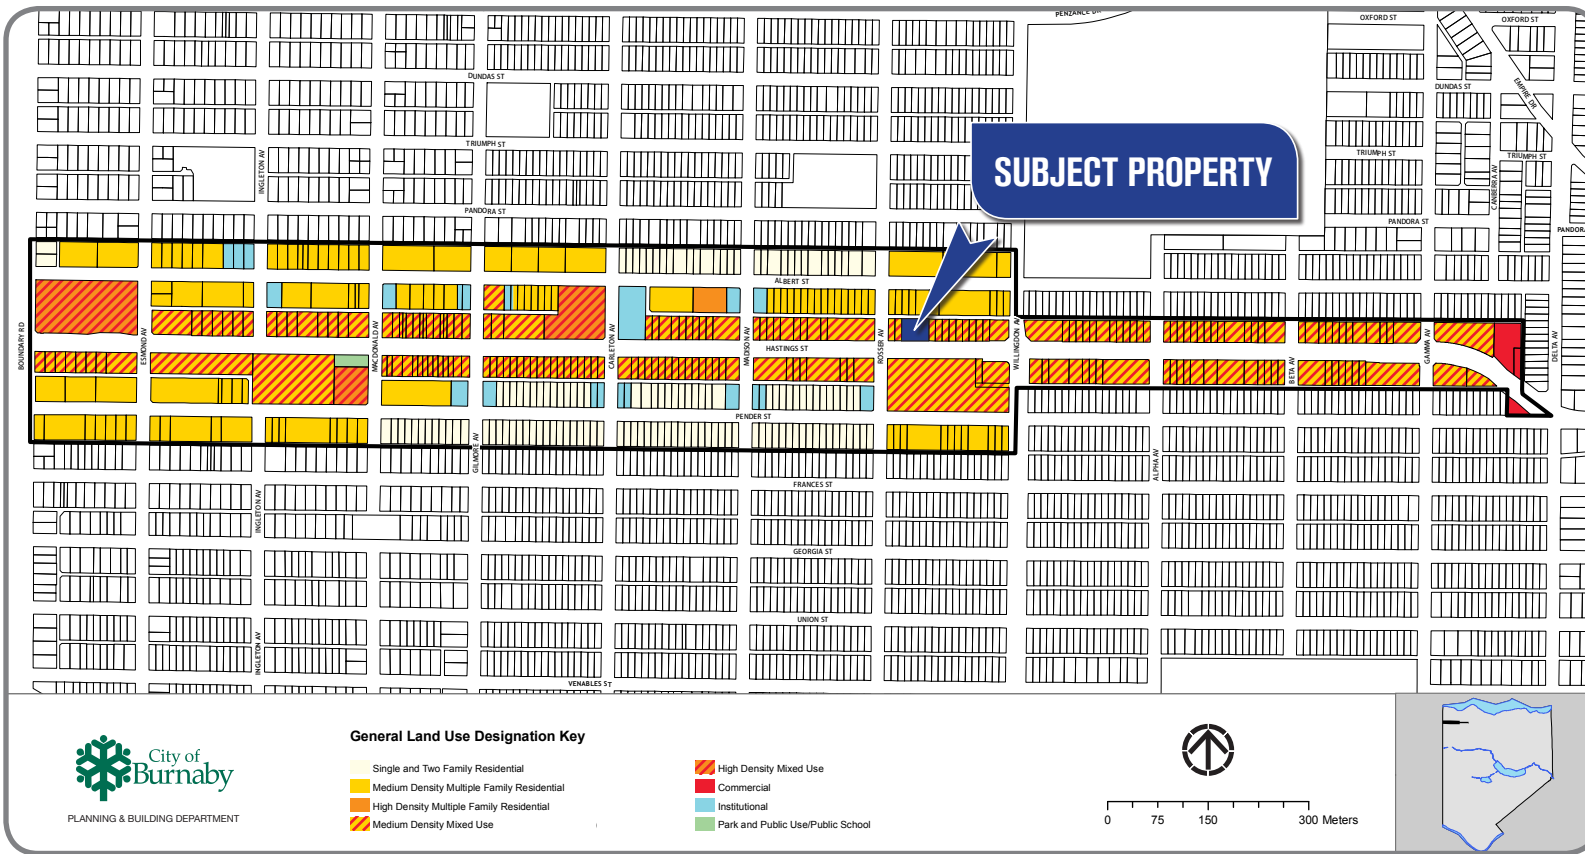 PENZANCE DR
OXFORD ST
OXFORD ST
DUNDAS ST
DUNDAS ST
EMPIRE DR
TRIUMPH ST
TRIUMPH ST
TRIUMPH ST
INGLETON AV
SUBJECT PROPERTY
CANBERRA AV
PANDORA ST
PANDORA ST
PANDORA
ALBERT ST
BOUNDARY RD
ESMOND AV
MACDONALD AV
CARLETON AV
MADISON AV
HASTINGS ST
ROSSER AV
WILLINGDON AV
BETA AV
GAMMA AV
DELTA AV
PENDER ST
GILMORE AV
ALPHA AV
FRANCES ST
INGLETON AV
GEORGIA ST
UNION ST
INGLETON AV
VENABLES ST
City of
Burnaby
PLANNING & BUILDING DEPARTMENT
General Land Use Designation Key
Single and Two Family Residential
Medium Density Multiple Family Residential
High Density Multiple Family Residential
Medium Density Mixed Use
High Density Mixed Use
Commercial
Institutional
Park and Public Use/Public School
0 75 150 300 Meters